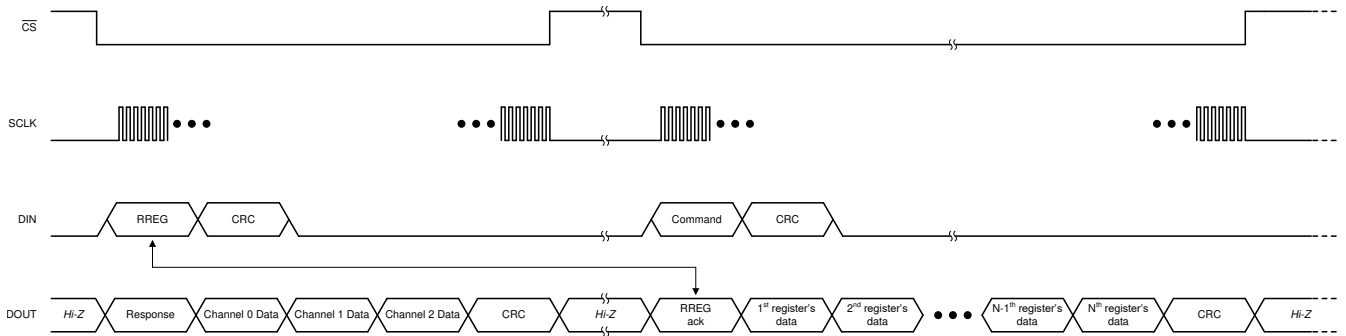 CS
SCLK
DIN
RREG
CRC
Command
CRC
DOUT
Hi-Z
Response
Channel 0 Data
Channel 1 Data
Channel 2 Data
CRC
Hi-Z
RREG
ack
1st register's
data
2nd register's
data
N-1th register's
data
Nth register's
data
CRC
Hi-Z